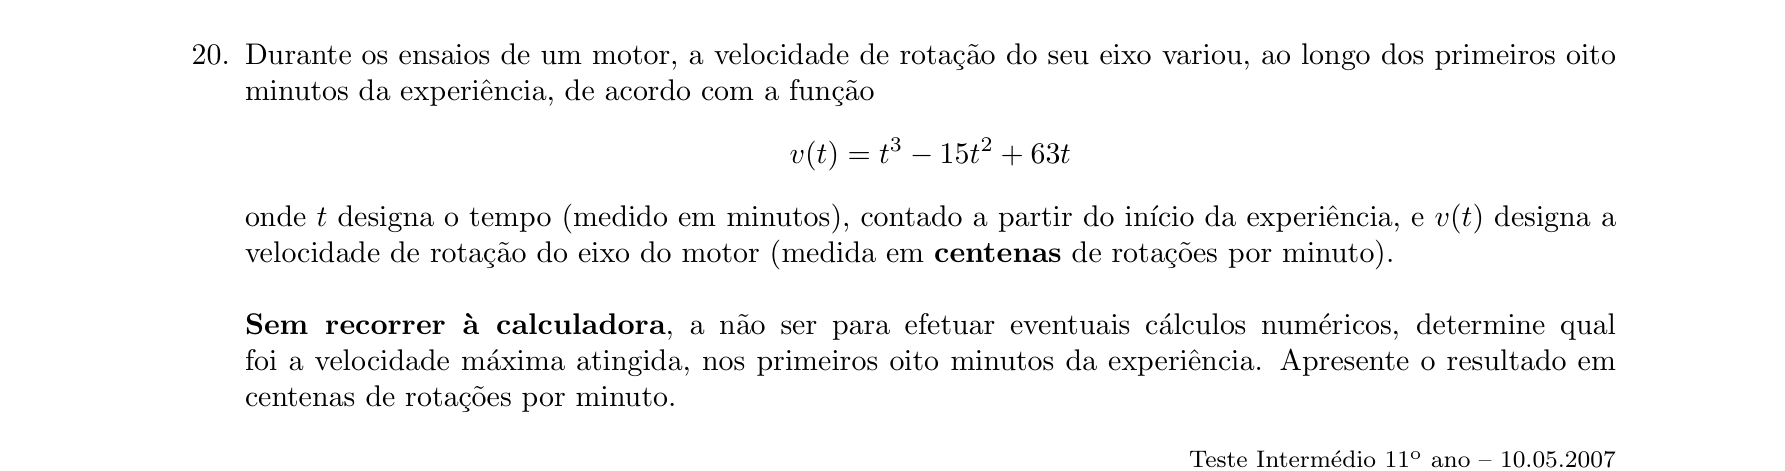 20. Durante os ensaios de um motor, a velocidade de rotação do seu eixo variou, ao longo dos primeiros oito
minutos da experiência, de acordo com a função
v(t) = t³ − 15t² + 63t
onde t designa o tempo (medido em minutos), contado a partir do início da experiência, e v(t) designa a
velocidade de rotação do eixo do motor (medida em centenas de rotações por minuto).
Sem recorrer à calculadora, a não ser para efetuar eventuais cálculos numéricos, determine qual
foi a velocidade máxima atingida, nos primeiros oito minutos da experiência. Apresente o resultado em
centenas de rotações por minuto.
Teste Intermédio 11º ano – 10.05.2007